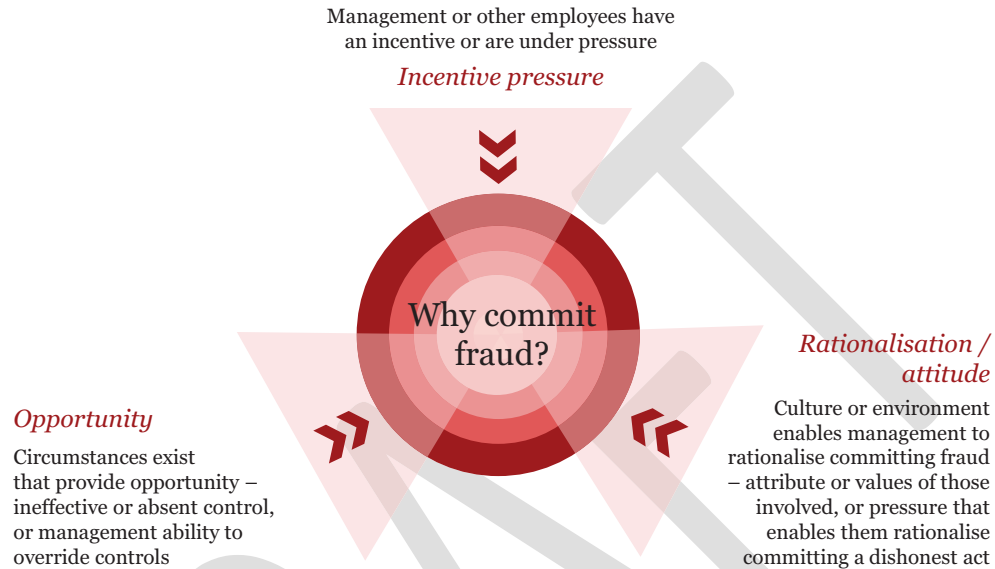 Management or other employees have
an incentive or are under pressure
Incentive pressure
Why commit
fraud?
Opportunity
Circumstances exist
that provide opportunity –
ineffective or absent control,
or management ability to
override controls
Rationalisation /
attitude
Culture or environment
enables management to
rationalise committing fraud
– attribute or values of those
involved, or pressure that
enables them rationalise
committing a dishonest act